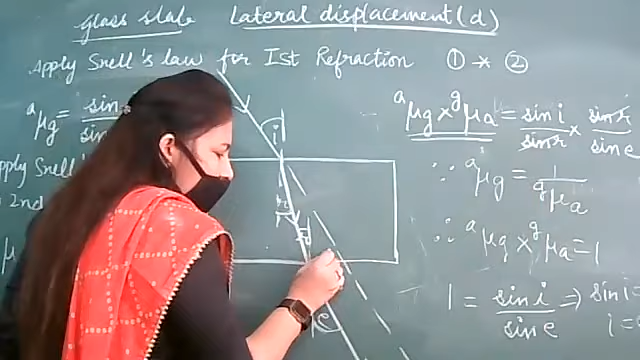 glass slab Lateral displacement (d)
Apply Snell's law for Ist Refraction ① × ②
ᵃμg = sin
sin
Apply Snell's
2nd
μ
i
r
e
ᵃμg × ᵍμa = sin i / sin r × sin r / sin e
∵ ᵃμg = 1 / ᵍμa
∴ ᵃμg × ᵍμa = 1
1 = sin i / sin e ⇒ sin i =
i =